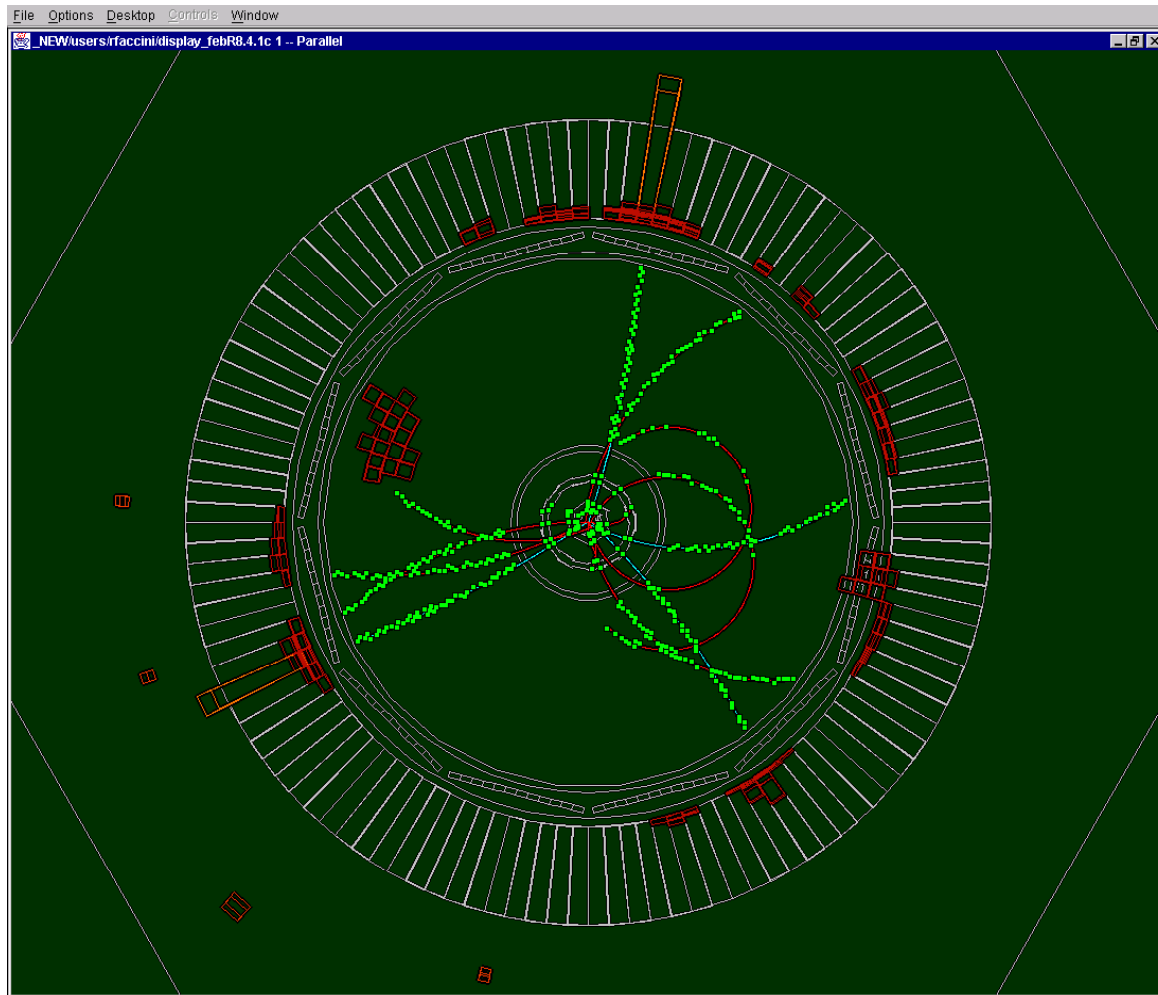 File Options Desktop Controls Window
_NEW/users/rfaccini/display_febR8.4.1c 1 -- Parallel